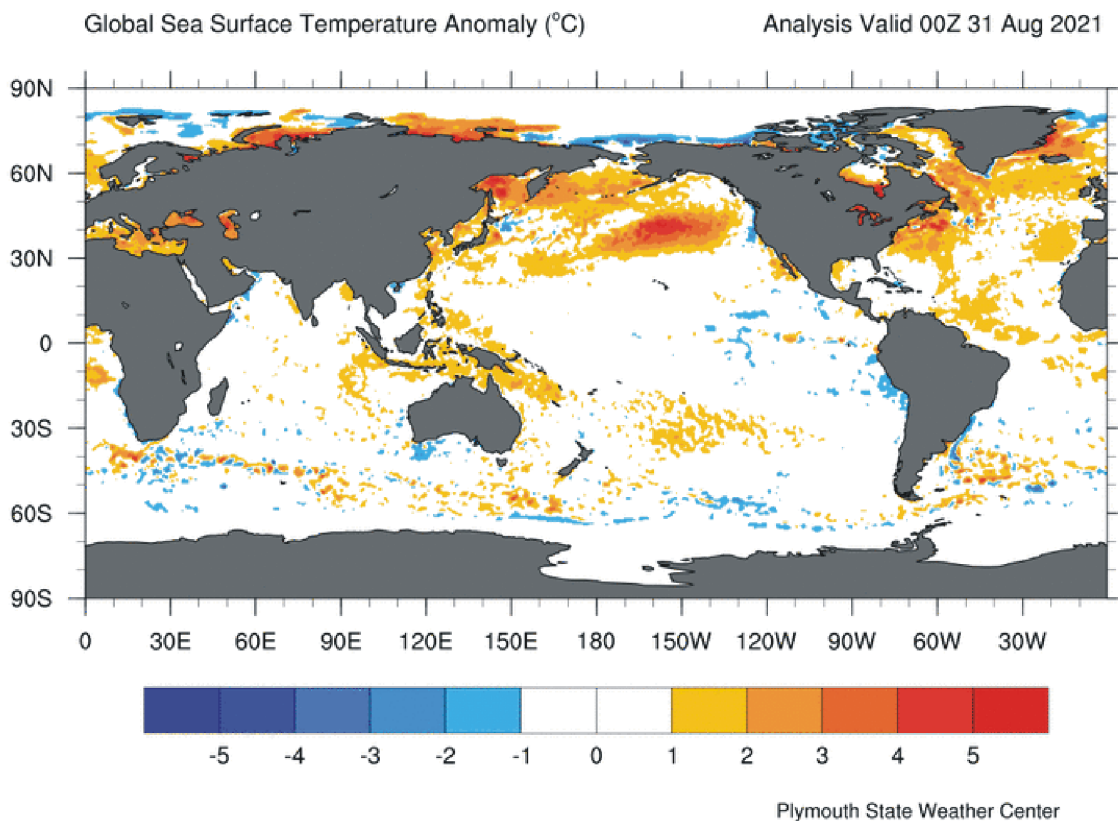 Global Sea Surface Temperature Anomaly (°C) Analysis Valid 00Z 31 Aug 2021
90N
60N
30N
0
30S
60S
90S
0 30E 60E 90E 120E 150E 180 150W 120W 90W 60W 30W
-5 -4 -3 -2 -1 0 1 2 3 4 5
Plymouth State Weather Center